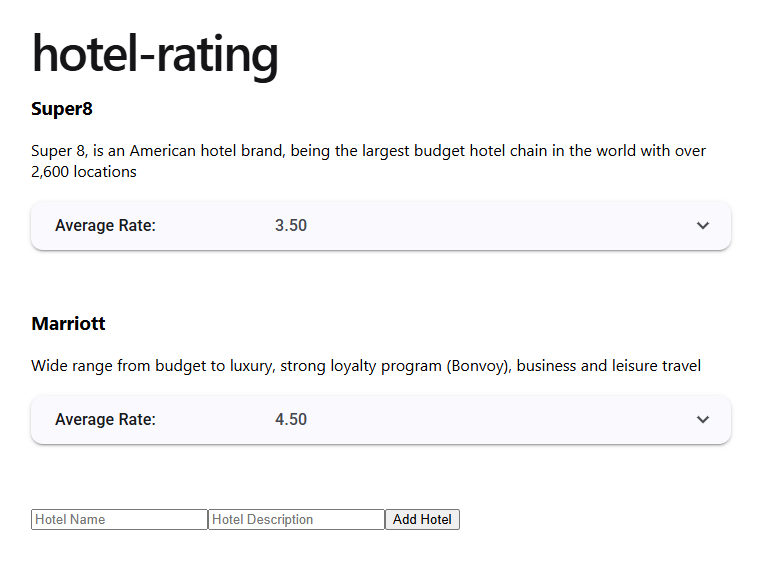 hotel-rating
Super8
Super 8, is an American hotel brand, being the largest budget hotel chain in the world with over
2,600 locations
Average Rate: 3.50
Marriott
Wide range from budget to luxury, strong loyalty program (Bonvoy), business and leisure travel
Average Rate: 4.50
Hotel Name Hotel Description Add Hotel